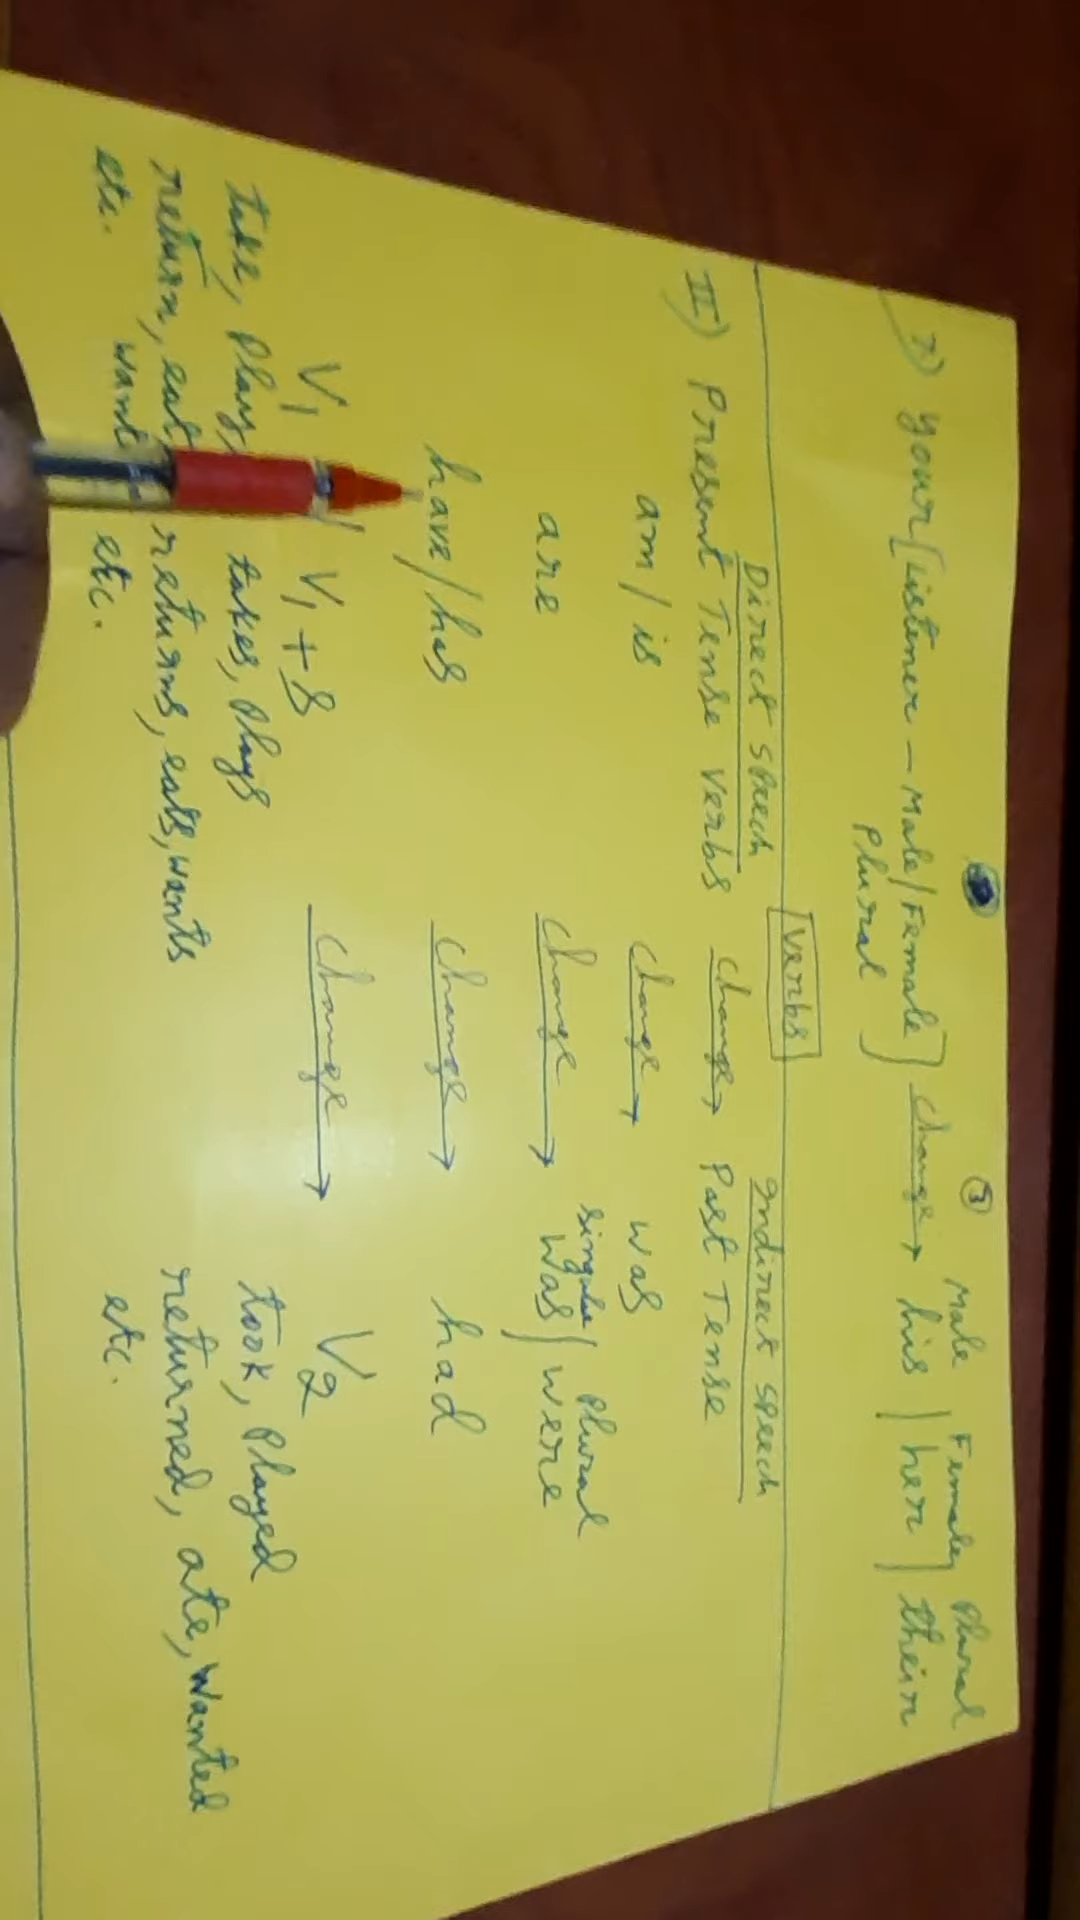 ③
Male | Female | Plural
7) your [Listener – Male/Female] change→ his | her | their
Plural ]
Verbs
Direct speech Indirect speech
II) Present Tense Verbs change→ Past Tense
am / is change→ was
singular / Plural
are change→ was / were
have/has change→ had
V₁ / V₁ + s change→ V₂
take, Play, takes, Plays took, Played
return, eat returns, eats, wants returned, ate, wanted
etc. want etc. etc.